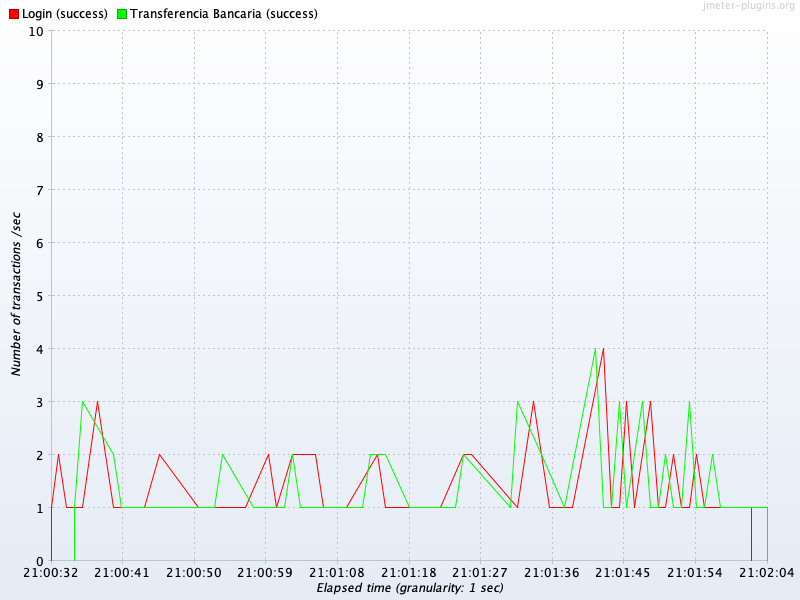 Login (success) Transferencia Bancaria (success)
jmeter-plugins.org
10
9
8
7
6
5
4
3
2
1
0
Number of transactions /sec
21:00:32 21:00:41 21:00:50 21:00:59 21:01:08 21:01:18 21:01:27 21:01:36 21:01:45 21:01:54 21:02:04
Elapsed time (granularity: 1 sec)